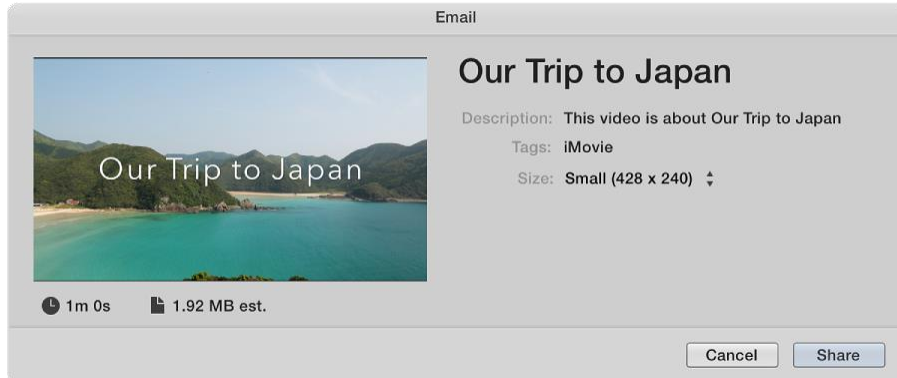 Email
Our Trip to Japan
Our Trip to Japan
Description: This video is about Our Trip to Japan
Tags: iMovie
Size: Small (428 x 240)
1m 0s 1.92 MB est.
Cancel Share